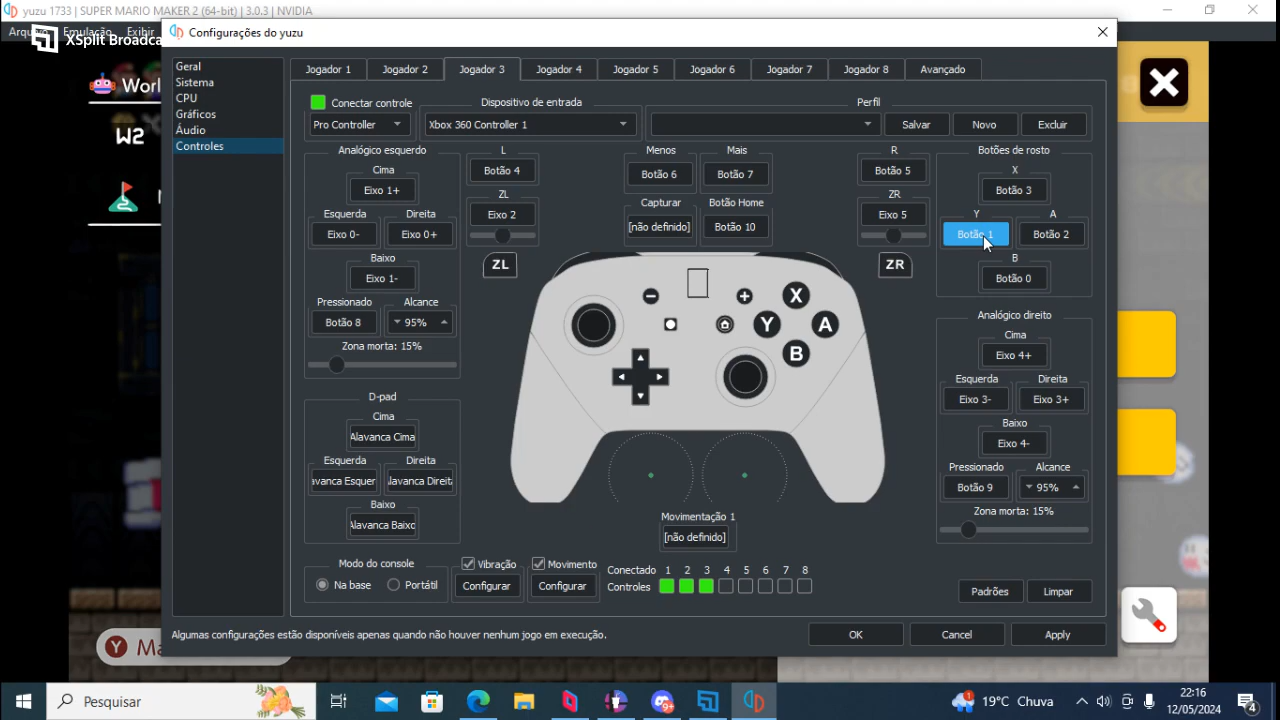 yuzu 1733 | SUPER MARIO MAKER 2 (64-bit) | 3.0.3 | NVIDIA
Emulação Exibir
XSplit Broadca
Worl
W2
Configurações do yuzu
Geral
Sistema
CPU
Gráficos
Áudio
Controles
Jogador 1 Jogador 2 Jogador 3 Jogador 4 Jogador 5 Jogador 6 Jogador 7 Jogador 8 Avançado
Conectar controle Dispositivo de entrada Perfil
Pro Controller Xbox 360 Controller 1 Salvar Novo Excluir
Analógico esquerdo L Menos Mais R Botões de rosto
Cima Botão 4 Botão 6 Botão 7 Botão 5 X
Eixo 1+ ZL ZR Botão 3
Esquerda Direita Eixo 2 Capturar Botão Home Eixo 5 Y A
Eixo 0- Eixo 0+ [não definido] Botão 10 Botão 1 Botão 2
Baixo B
Eixo 1- ZL ZR Botão 0
Pressionado Alcance
Botão 8 95%
Zona morta: 15%
X
Y A
B
Analógico direito
Cima
Eixo 4+
Esquerda Direita
Eixo 3- Eixo 3+
Baixo
Eixo 4-
Pressionado Alcance
Botão 9 95%
Zona morta: 15%
D-pad
Cima
Alavanca Cima
Esquerda Direita
avanca Esquer lavanca Direit
Baixo
Alavanca Baixo
Movimentação 1
[não definido]
Modo do console Vibração Movimento Conectado 1 2 3 4 5 6 7 8
Na base Portátil Configurar Configurar Controles
Padrões Limpar
Algumas configurações estão disponíveis apenas quando não houver nenhum jogo em execução.
OK Cancel Apply
Y Ma
Pesquisar
9+
19°C Chuva
22:16
12/05/2024
4